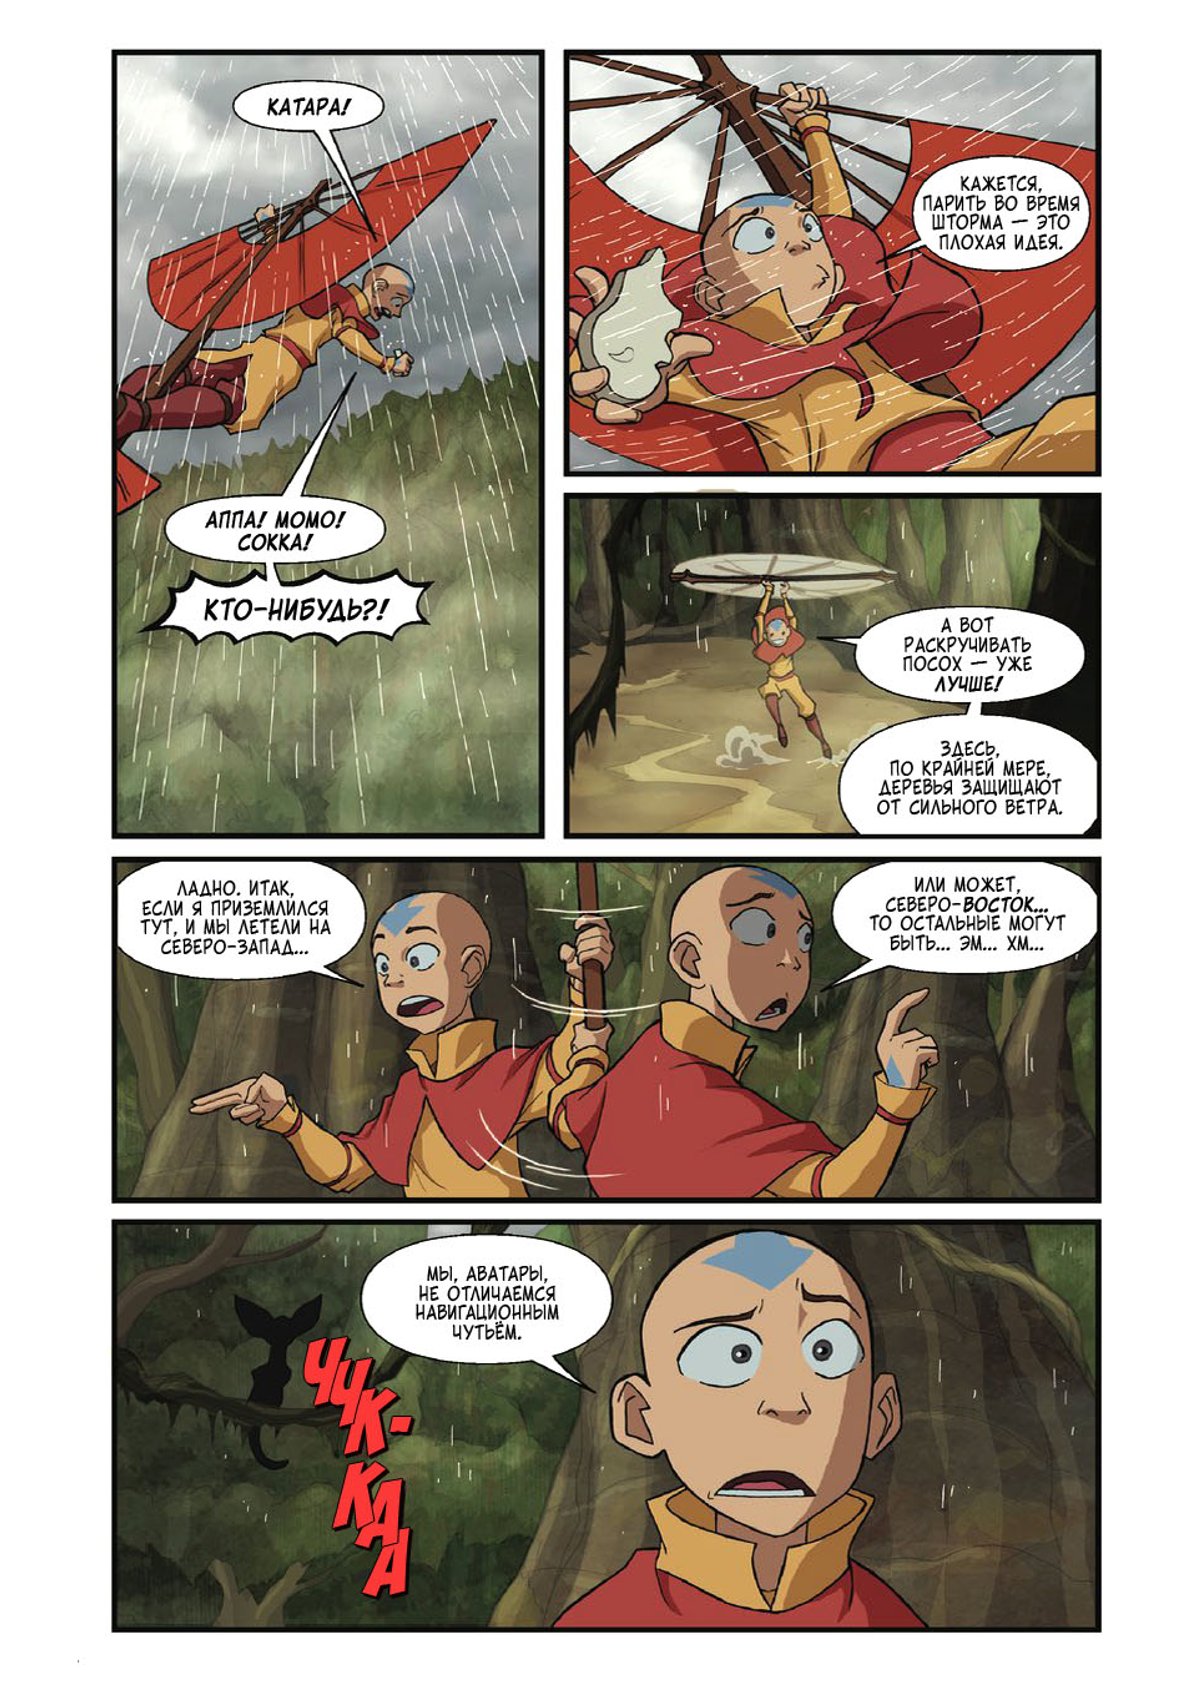 КАТАРА!
АППА! МОМО!
СОККА!
КТО-НИБУДЬ?!
КАЖЕТСЯ,
ПАРИТЬ ВО ВРЕМЯ
ШТОРМА — ЭТО
ПЛОХАЯ ИДЕЯ.
А ВОТ
РАСКРУЧИВАТЬ
ПОСОХ — УЖЕ
ЛУЧШЕ!
ЗДЕСЬ,
ПО КРАЙНЕЙ МЕРЕ,
ДЕРЕВЬЯ ЗАЩИЩАЮТ
ОТ СИЛЬНОГО ВЕТРА.
ЛАДНО. ИТАК,
ЕСЛИ Я ПРИЗЕМЛИЛСЯ
ТУТ, И МЫ ЛЕТЕЛИ НА
СЕВЕРО-ЗАПАД...
ИЛИ МОЖЕТ,
СЕВЕРО-ВОСТОК...
ТО ОСТАЛЬНЫЕ МОГУТ
БЫТЬ... ЭМ... ХМ...
МЫ, АВАТАРЫ,
НЕ ОТЛИЧАЕМСЯ
НАВИГАЦИОННЫМ
ЧУТЬЁМ.
ЧИК-
КАА